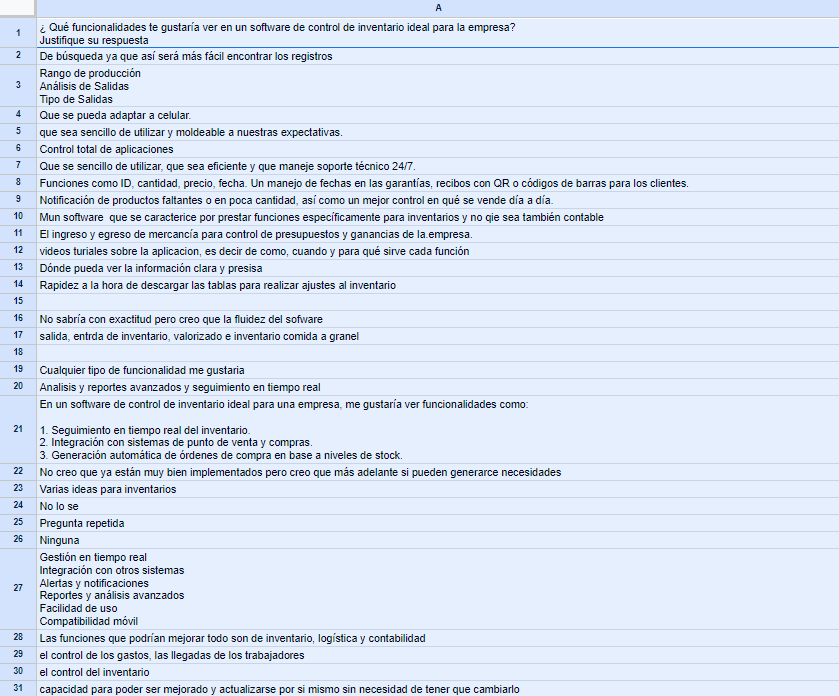 A
1 ¿ Qué funcionalidades te gustaría ver en un software de control de inventario ideal para la empresa?
Justifique su respuesta
2 De búsqueda ya que así será más fácil encontrar los registros
3 Rango de producción
Análisis de Salidas
Tipo de Salidas
4 Que se pueda adaptar a celular.
5 que sea sencillo de utilizar y moldeable a nuestras expectativas.
6 Control total de aplicaciones
7 Que se sencillo de utilizar, que sea eficiente y que maneje soporte técnico 24/7.
8 Funciones como ID, cantidad, precio, fecha. Un manejo de fechas en las garantías, recibos con QR o códigos de barras para los clientes.
9 Notificación de productos faltantes o en poca cantidad, así como un mejor control en qué se vende día a día.
10 Mun software que se caracterice por prestar funciones específicamente para inventarios y no qie sea también contable
11 El ingreso y egreso de mercancía para control de presupuestos y ganancias de la.empresa.
12 videos turiales sobre la aplicacion, es decir de como, cuando y para qué sirve cada función
13 Dónde pueda ver la información clara y presisa
14 Rapidez a la hora de descargar las tablas para realizar ajustes al inventario
15
16 No sabría con exactitud pero creo que la fluidez del sofware
17 salida, entrda de inventario, valorizado e inventario comida a granel
18
19 Cualquier tipo de funcionalidad me gustaria
20 Analisis y reportes avanzados y seguimiento en tiempo real
21 En un software de control de inventario ideal para una empresa, me gustaría ver funcionalidades como:
1. Seguimiento en tiempo real del inventario.
2. Integración con sistemas de punto de venta y compras.
3. Generación automática de órdenes de compra en base a niveles de stock.
22 No creo que ya están muy bien implementados pero creo que más adelante si pueden generarce necesidades
23 Varias ideas para inventarios
24 No lo se
25 Pregunta repetida
26 Ninguna
27 Gestión en tiempo real
Integración con otros sistemas
Alertas y notificaciones
Reportes y análisis avanzados
Facilidad de uso
Compatibilidad móvil
28 Las funciones que podrían mejorar todo son de inventario, logística y contabilidad
29 el control de los gastos, las llegadas de los trabajadores
30 el control del inventario
31 capacidad para poder ser mejorado y actualizarse por si mismo sin necesidad de tener que cambiarlo